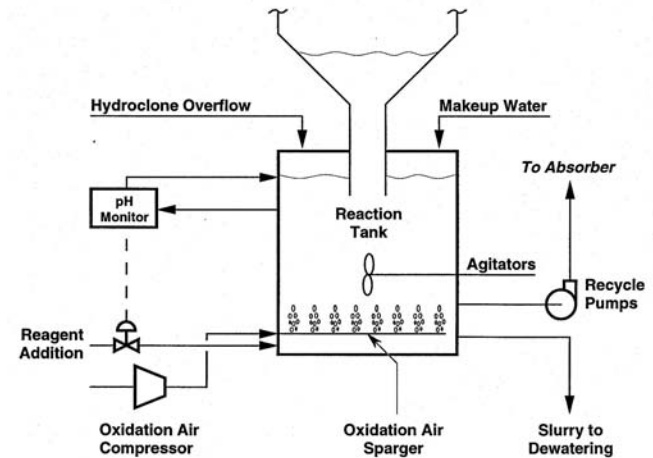 Hydroclone Overflow
Makeup Water
To Absorber
pH
Monitor
Reaction
Tank
Agitators
Recycle
Pumps
Reagent
Addition
Oxidation Air
Compressor
Oxidation Air
Sparger
Slurry to
Dewatering